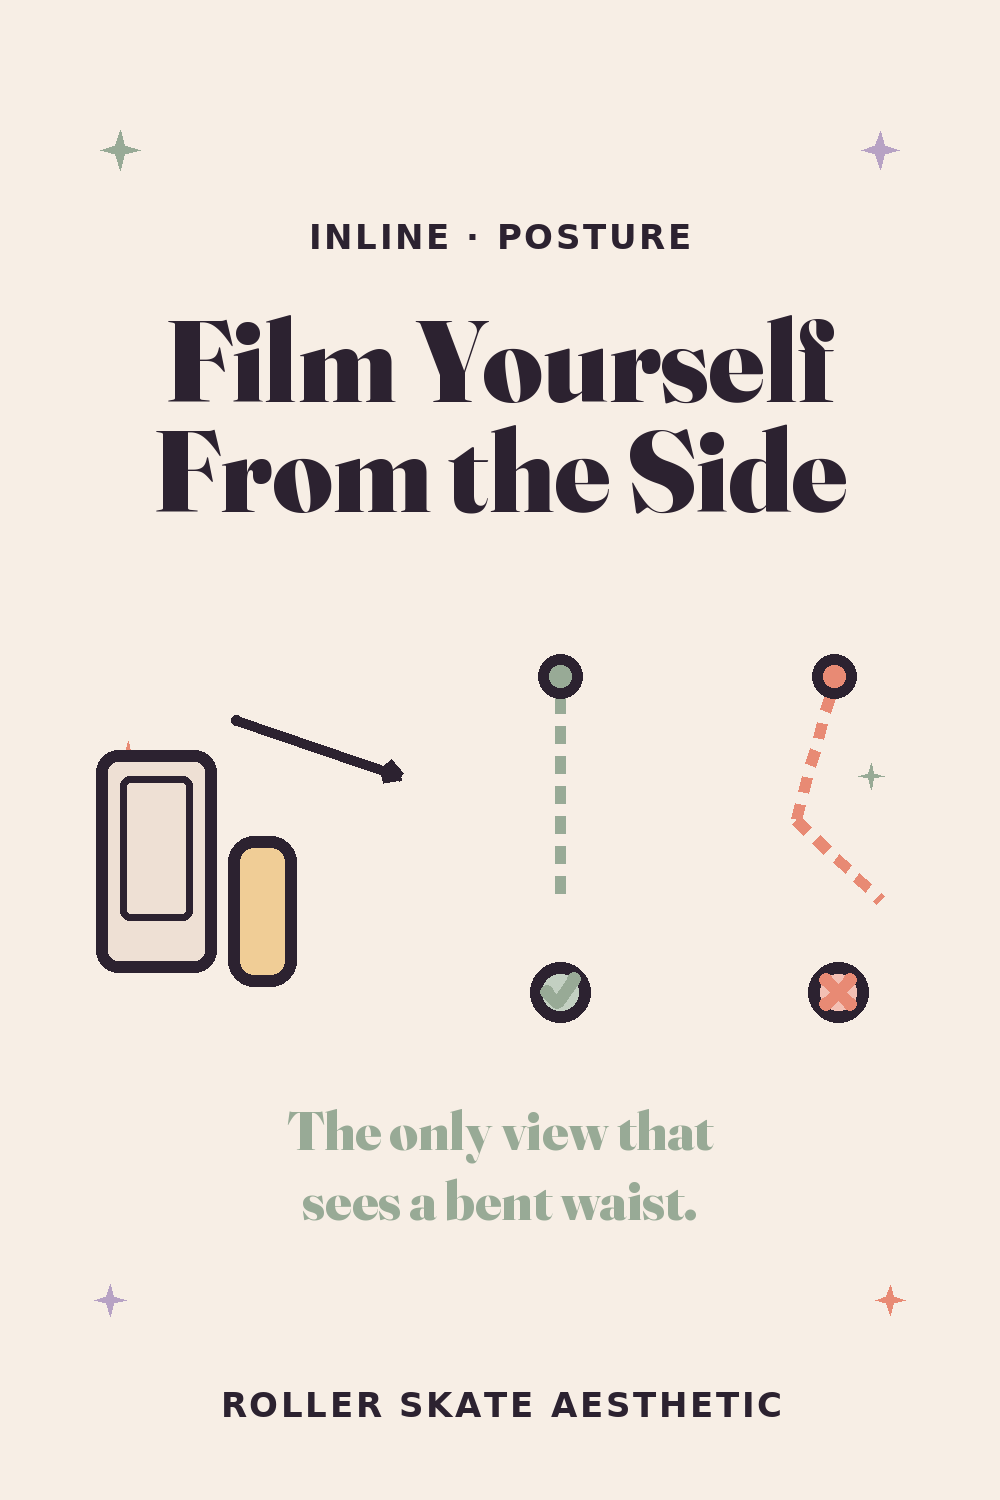 INLINE · POSTURE
Film Yourself
From the Side
The only view that
sees a bent waist.
ROLLER SKATE AESTHETIC